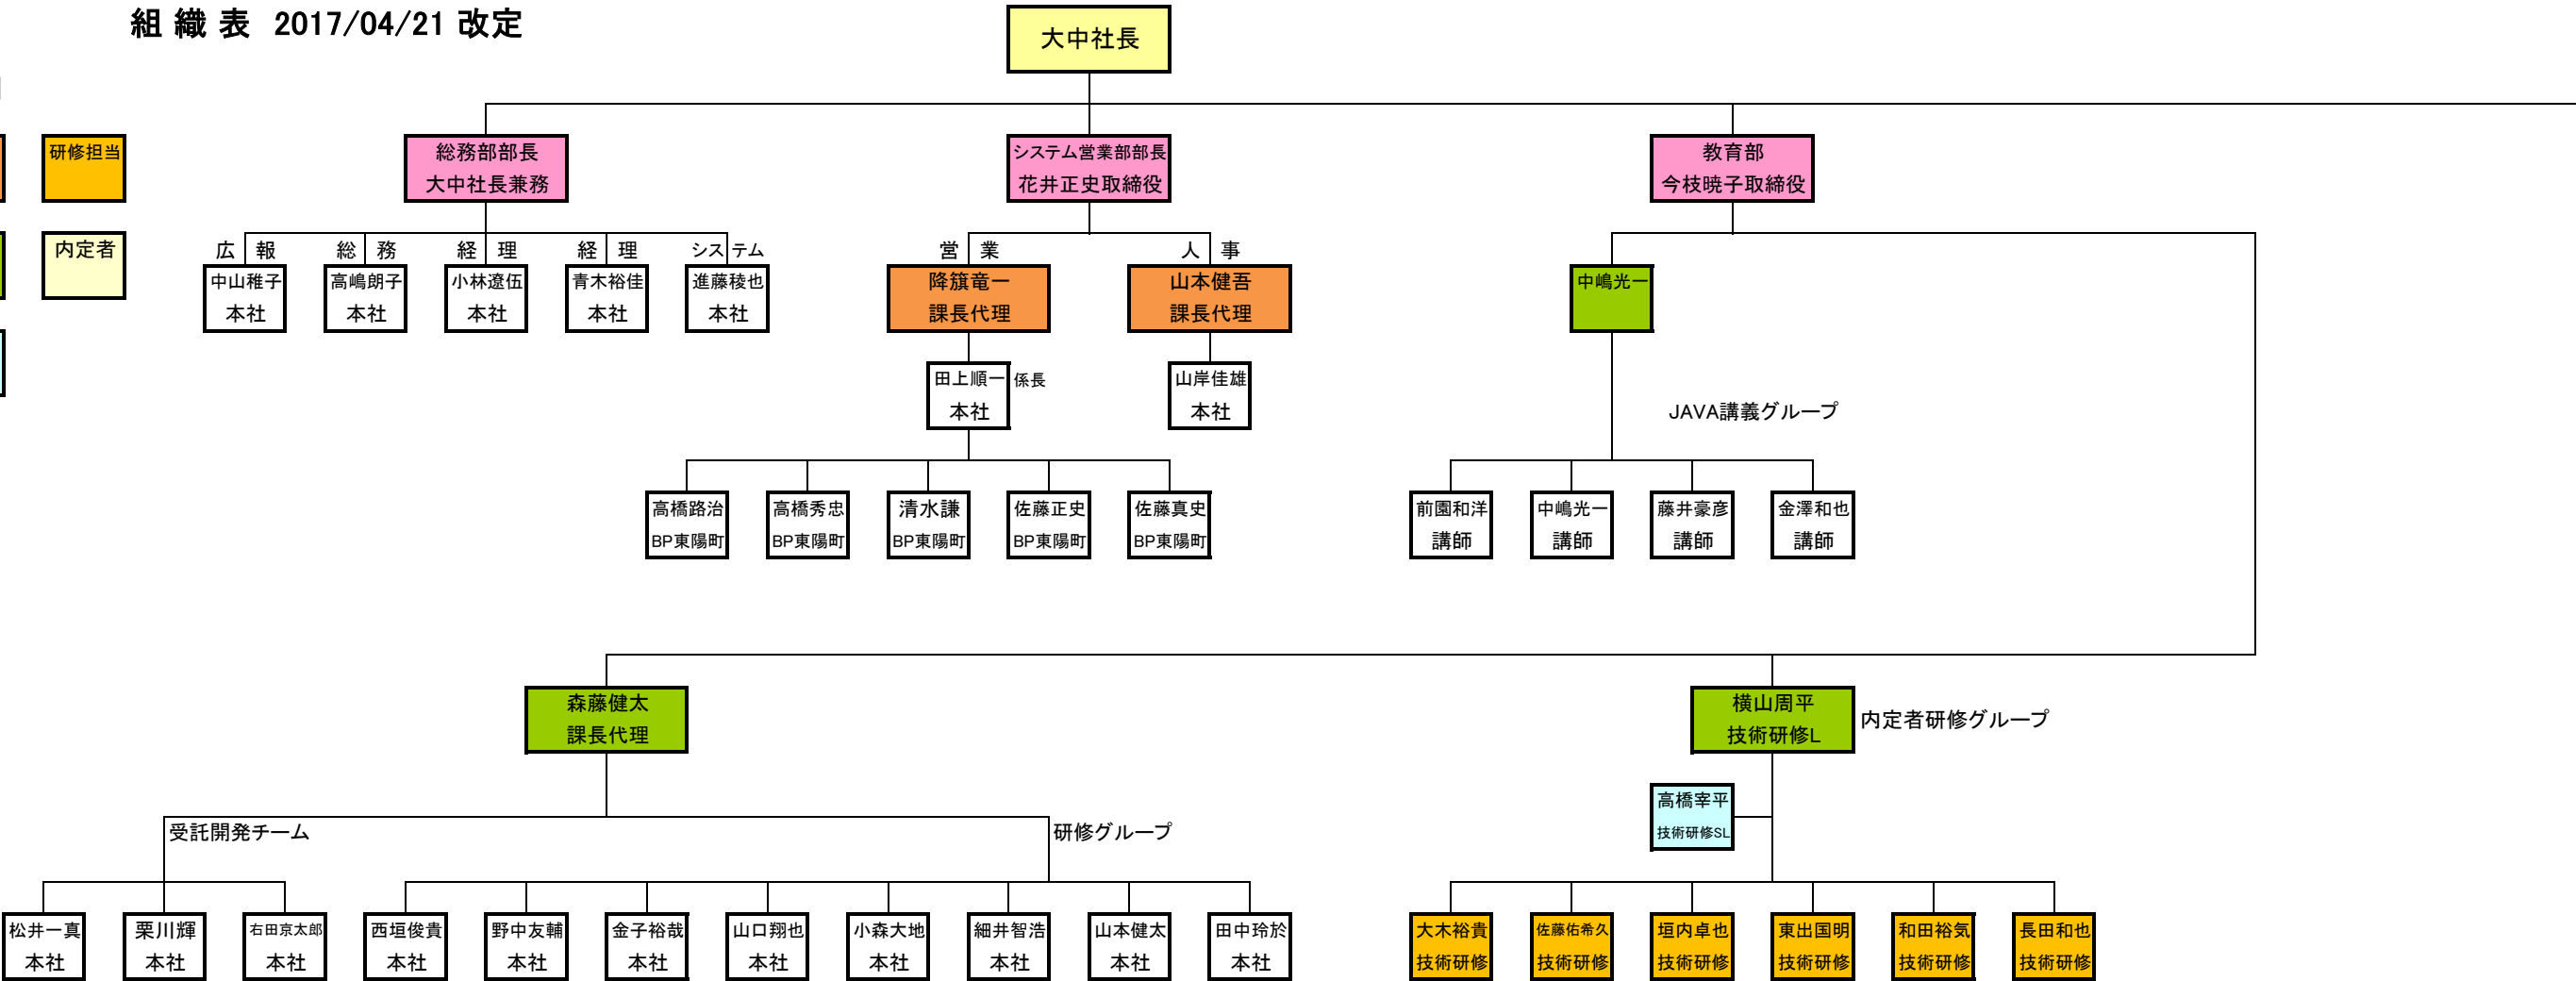 組 織 表 2017/04/21 改定
大中社長
研修担当
内定者
総務部部長
大中社長兼務
システム営業部部長
花井正史取締役
教育部
今枝暁子取締役
広 報
総 務
経 理
経 理
システム
営 業
人 事
中山稚子
本社
高嶋朗子
本社
小林遼伍
本社
青木裕佳
本社
進藤稜也
本社
降籏竜一
課長代理
山本健吾
課長代理
中嶋光一
田上順一
本社
係長
山岸佳雄
本社
JAVA講義グループ
高橋路治
BP東陽町
高橋秀忠
BP東陽町
清水謙
BP東陽町
佐藤正史
BP東陽町
佐藤真史
BP東陽町
前園和洋
講師
中嶋光一
講師
藤井豪彦
講師
金澤和也
講師
森藤健太
課長代理
横山周平
技術研修L
内定者研修グループ
高橋宰平
技術研修SL
受託開発チーム
研修グループ
松井一真
本社
栗川輝
本社
右田京太郎
本社
西垣俊貴
本社
野中友輔
本社
金子裕哉
本社
山口翔也
本社
小森大地
本社
細井智浩
本社
山本健太
本社
田中玲於
本社
大木裕貴
技術研修
佐藤佑希久
技術研修
垣内卓也
技術研修
東出国明
技術研修
和田裕気
技術研修
長田和也
技術研修